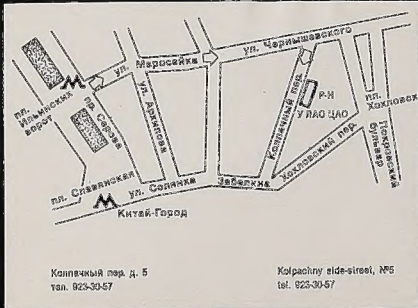 ул. Чернышевского
ул. Маросейка
пл. Ильинских ворот
пр. Серова
ул. Архипова
Колпачный пер.
Р-Н
У ПАО ЦАО
пл. Хохловск.
Покровский бульвар
Хохловский пер.
пл. Славянская
ул. Солянка
Забелина
М
М
Китай-Город
Колпачный пер. д. 5
тел. 923-30-57
Kolpachny side-street, №5
tel. 923-30-57